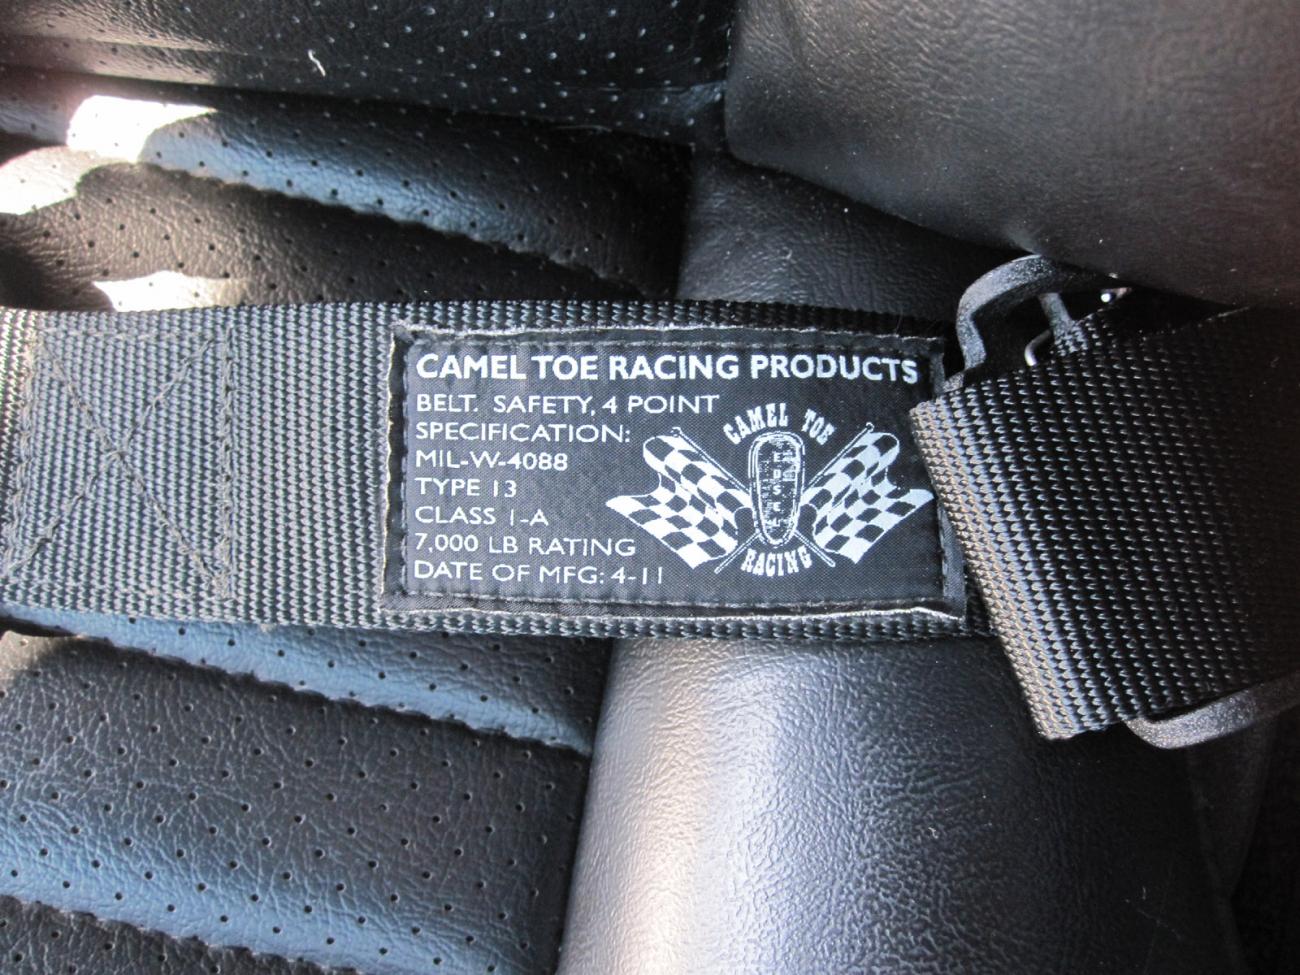 CAMEL TOE RACING PRODUCTS
BELT. SAFETY, 4 POINT
SPECIFICATION:
MIL-W-4088
TYPE 13
CLASS 1-A
7,000 LB RATING
DATE OF MFG: 4-11
CAMEL TOE
EDSEL
RACING